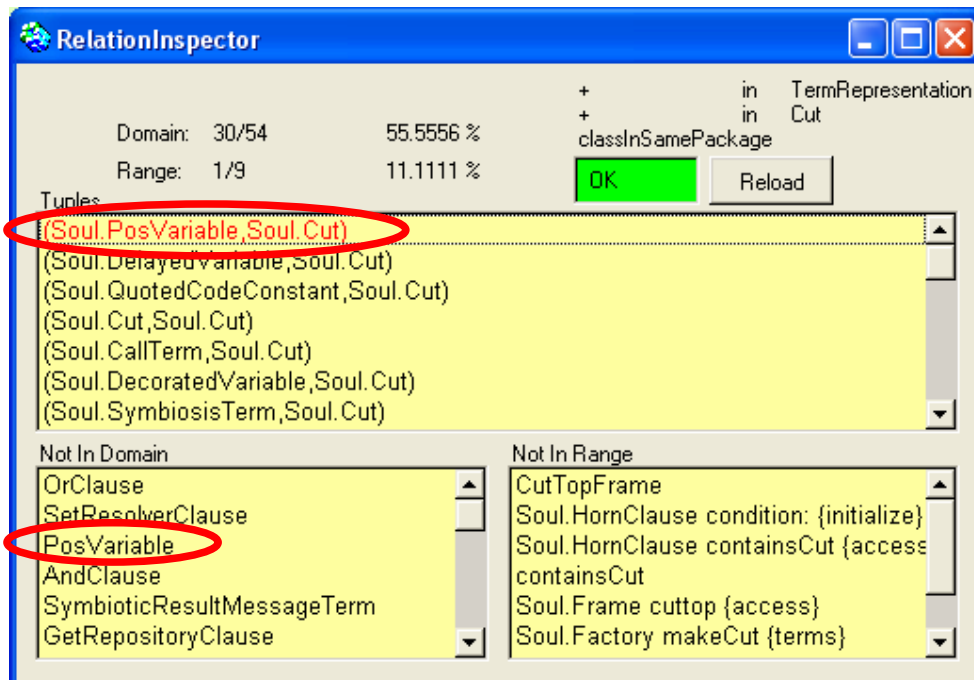 RelationInspector
+ in TermRepresentation
+ in Cut
Domain: 30/54 55.5556 %
classInSamePackage
Range: 1/9 11.1111 %
OK Reload
Tuples
(Soul.PosVariable,Soul.Cut)
(Soul.DelayedVariable,Soul.Cut)
(Soul.QuotedCodeConstant,Soul.Cut)
(Soul.Cut,Soul.Cut)
(Soul.CallTerm,Soul.Cut)
(Soul.DecoratedVariable,Soul.Cut)
(Soul.SymbiosisTerm,Soul.Cut)
Not In Domain
OrClause
SetResolverClause
PosVariable
AndClause
SymbioticResultMessageTerm
GetRepositoryClause
Not In Range
CutTopFrame
Soul.HornClause condition: {initialize}
Soul.HornClause containsCut {access
containsCut
Soul.Frame cuttop {access}
Soul.Factory makeCut {terms}